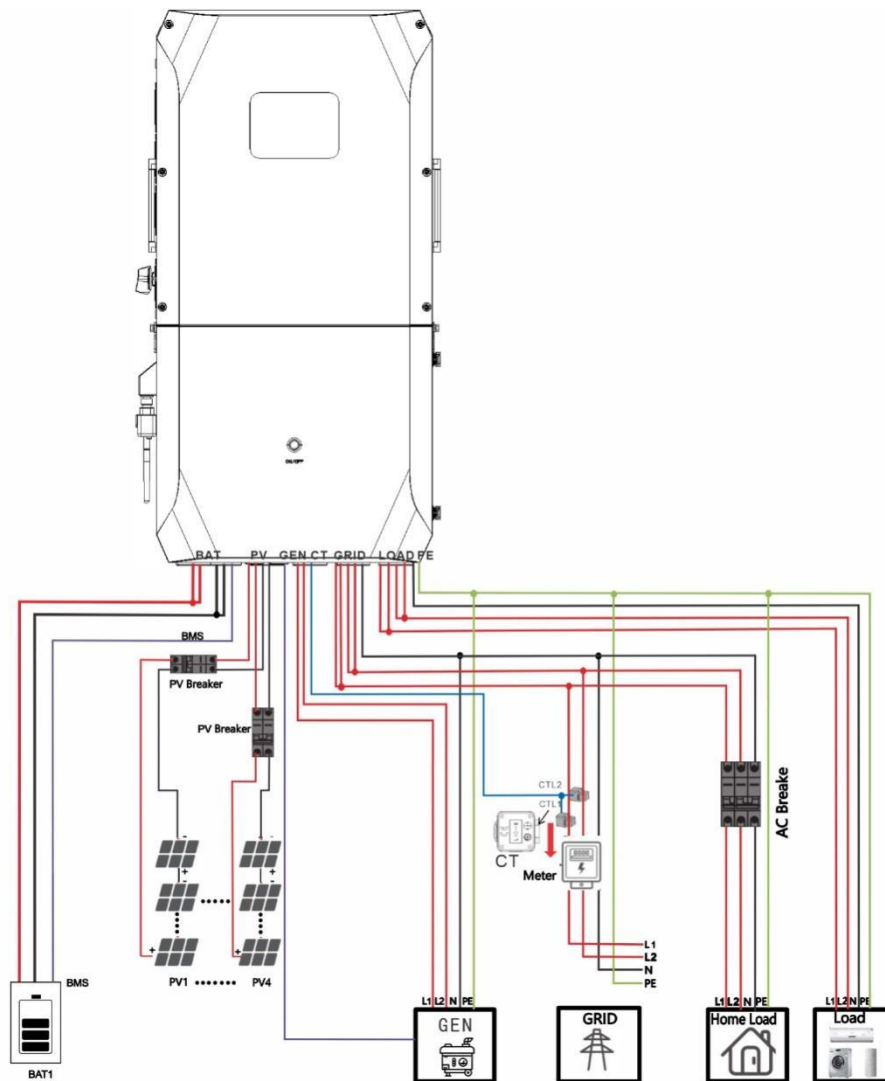 ON/OFF
BAT PV GEN CT GRID LOAD PE
BMS
PV Breaker
PV Breaker
CTL2
CTL1
CT
Meter
AC Breake
- -
+ +
- -
+ +
PV1 PV4
L1
L2
N
PE
BMS
BAT1
L1 L2 N PE
GEN
GRID
L1 L2 N PE
Home Load
L1 L2 N PE
Load